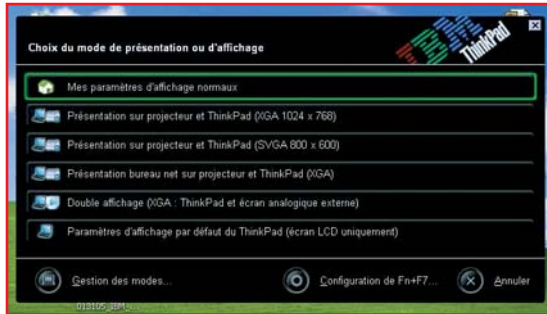 Choix du mode de présentation ou d'affichage
IBM ThinkPad
Mes paramètres d'affichage normaux
Présentation sur projecteur et ThinkPad (XGA 1024 x 768)
Présentation sur projecteur et ThinkPad (SVGA 800 x 600)
Présentation bureau net sur projecteur et ThinkPad (XGA)
Double affichage (XGA : ThinkPad et écran analogique externe)
Paramètres d'affichage par défaut du ThinkPad (écran LCD uniquement)
Gestion des modes... Configuration de Fn+F7... Annuler